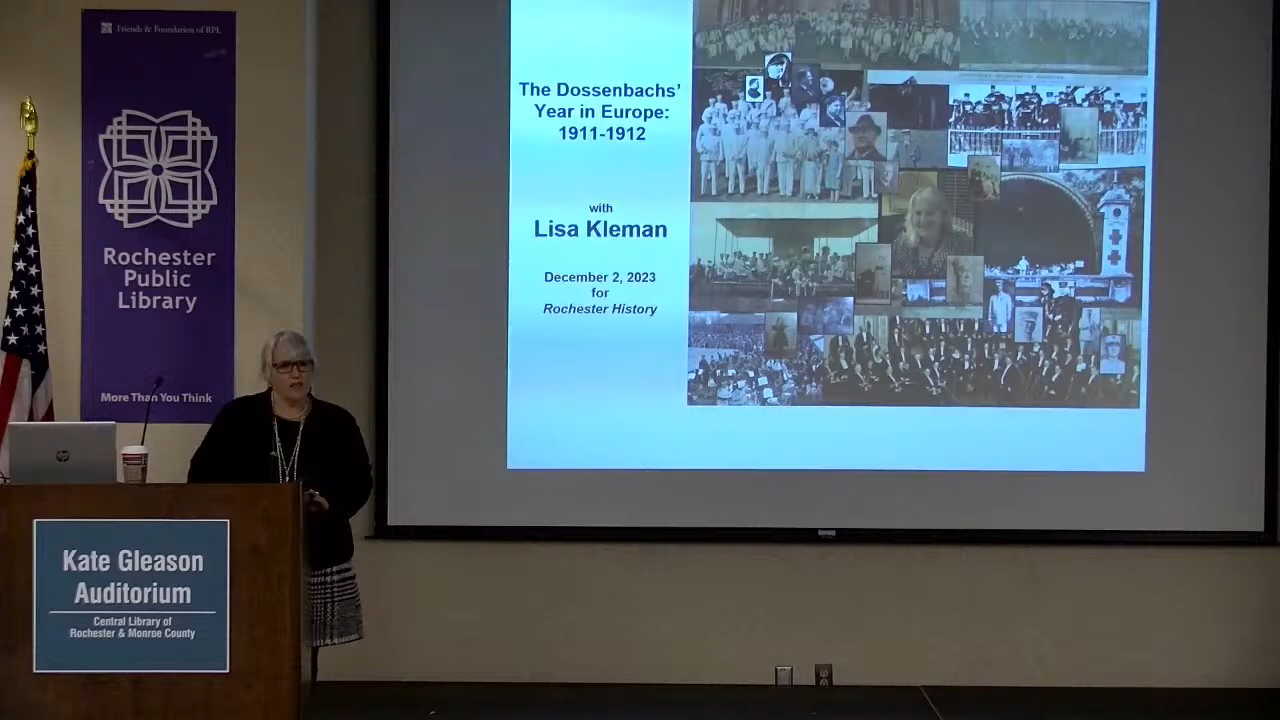 Friends & Foundation of RPL
Rochester
Public
Library
More Than You Think
The Dossenbachs'
Year in Europe:
1911-1912
with
Lisa Kleman
December 2, 2023
for
Rochester History
hp
Kate Gleason
Auditorium
Central Library of
Rochester & Monroe County